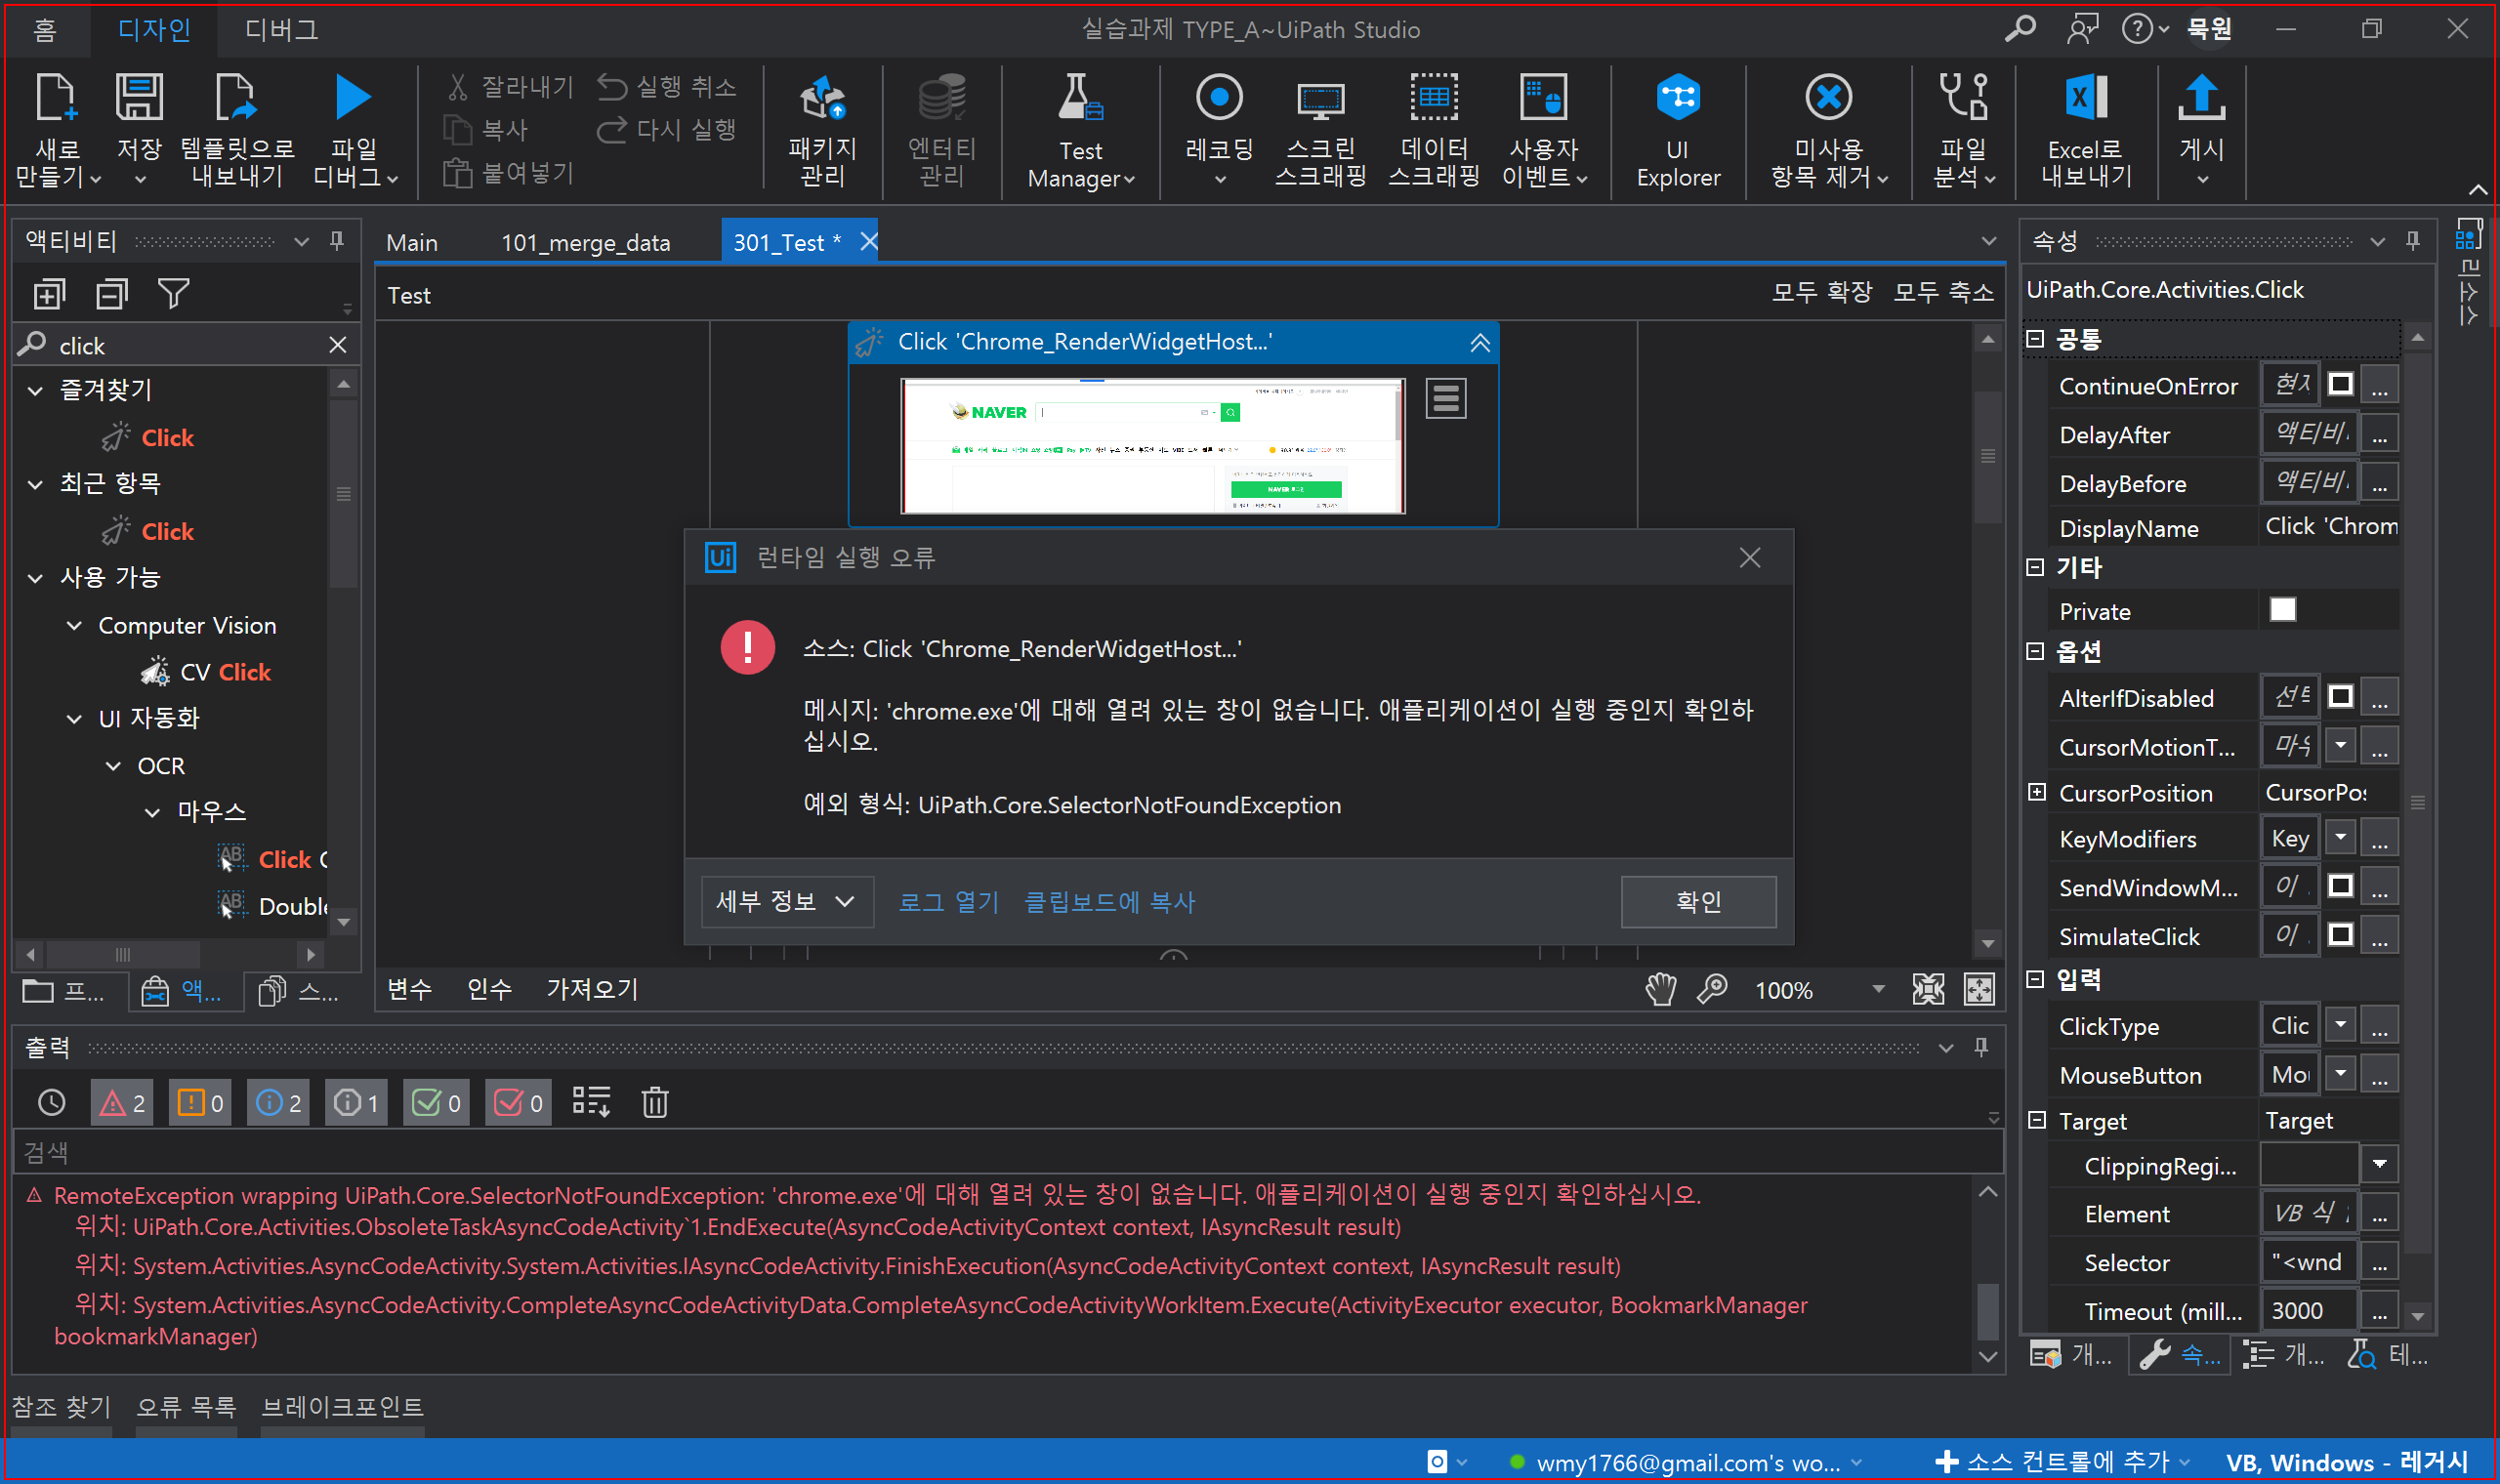 홈 디자인 디버그 실습과제 TYPE_A~UiPath Studio 묵원
새로 만들기
저장
템플릿으로 내보내기
파일 디버그
잘라내기
복사
붙여넣기
실행 취소
다시 실행
패키지 관리
엔터티 관리
Test Manager
레코딩
스크린 스크래핑
데이터 스크래핑
사용자 이벤트
UI Explorer
미사용 항목 제거
파일 분석
Excel로 내보내기
게시
액티비티
click
즐겨찾기
Click
최근 항목
Click
사용 가능
Computer Vision
CV Click
UI 자동화
OCR
마우스
Click
프...
액...
스...
Main 101_merge_data 301_Test *
Test 모두 확장 모두 축소
Click 'Chrome_RenderWidgetHost...'
NAVER
런타임 실행 오류
소스: Click 'Chrome_RenderWidgetHost...'
메시지: 'chrome.exe'에 대해 열려 있는 창이 없습니다. 애플리케이션이 실행 중인지 확인하
십시오.
예외 형식: UiPath.Core.SelectorNotFoundException
세부 정보 로그 열기 클립보드에 복사 확인
변수 인수 가져오기 100%
출력
2 0 2 1 0 0
검색
RemoteException wrapping UiPath.Core.SelectorNotFoundException: 'chrome.exe'에 대해 열려 있는 창이 없습니다. 애플리케이션이 실행 중인지 확인하십시오.
위치: UiPath.Core.Activities.ObsoleteTaskAsyncCodeActivity`1.EndExecute(AsyncCodeActivityContext context, IAsyncResult result)
위치: System.Activities.AsyncCodeActivity.System.Activities.IAsyncCodeActivity.FinishExecution(AsyncCodeActivityContext context, IAsyncResult result)
위치: System.Activities.AsyncCodeActivity.CompleteAsyncCodeActivityData.CompleteAsyncCodeActivityWorkItem.Execute(ActivityExecutor executor, BookmarkManager
bookmarkManager)
속성
UiPath.Core.Activities.Click
공통
ContinueOnError ...
DelayAfter 액티비 ...
DelayBefore 액티비 ...
DisplayName Click 'Chrom
기타
Private
옵션
AlterIfDisabled ...
CursorMotionT... ...
CursorPosition CursorPos
KeyModifiers Key ...
SendWindowM... 이 ...
SimulateClick 이 ...
입력
ClickType Clic ...
MouseButton Mou ...
Target Target
ClippingRegi...
Element VB 식 ...
Selector "<wnd ...
Timeout (mill... 3000 ...
개...
속...
개...
테...
리소스
참조 찾기 오류 목록 브레이크포인트
wmy1766@gmail.com's wo... 소스 컨트롤에 추가 VB, Windows - 레거시